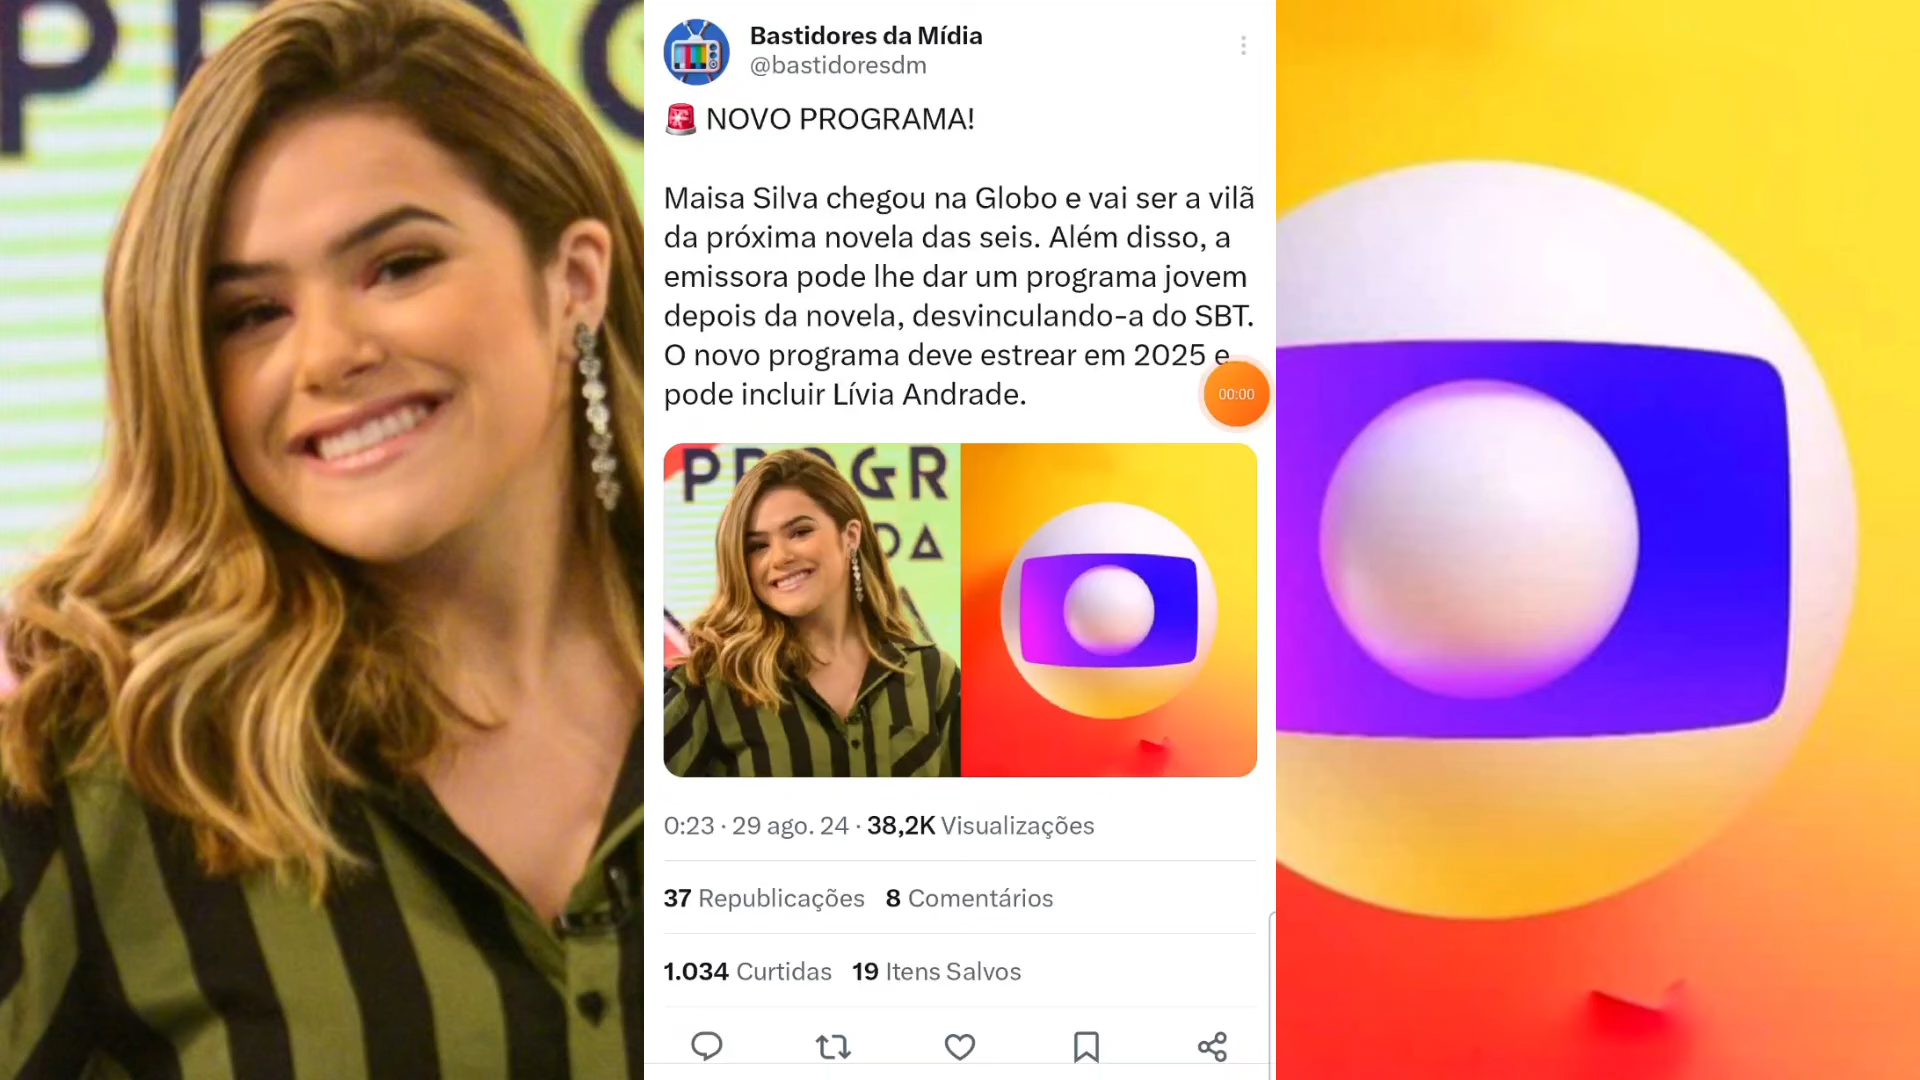 PROG
Bastidores da Mídia
@bastidoresdm
🚨 NOVO PROGRAMA!
Maisa Silva chegou na Globo e vai ser a vilã
da próxima novela das seis. Além disso, a
emissora pode lhe dar um programa jovem
depois da novela, desvinculando-a do SBT.
O novo programa deve estrear em 2025 e
pode incluir Lívia Andrade.
00:00
PROGR
DA
0:23 · 29 ago. 24 · 38,2K Visualizações
37 Republicações 8 Comentários
1.034 Curtidas 19 Itens Salvos